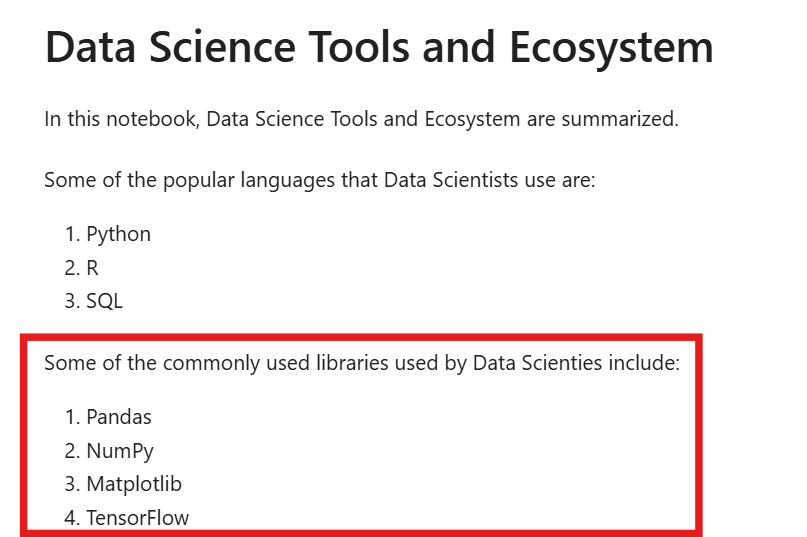 Data Science Tools and Ecosystem
In this notebook, Data Science Tools and Ecosystem are summarized.
Some of the popular languages that Data Scientists use are:
1. Python
2. R
3. SQL
Some of the commonly used libraries used by Data Scienties include:
1. Pandas
2. NumPy
3. Matplotlib
4. TensorFlow